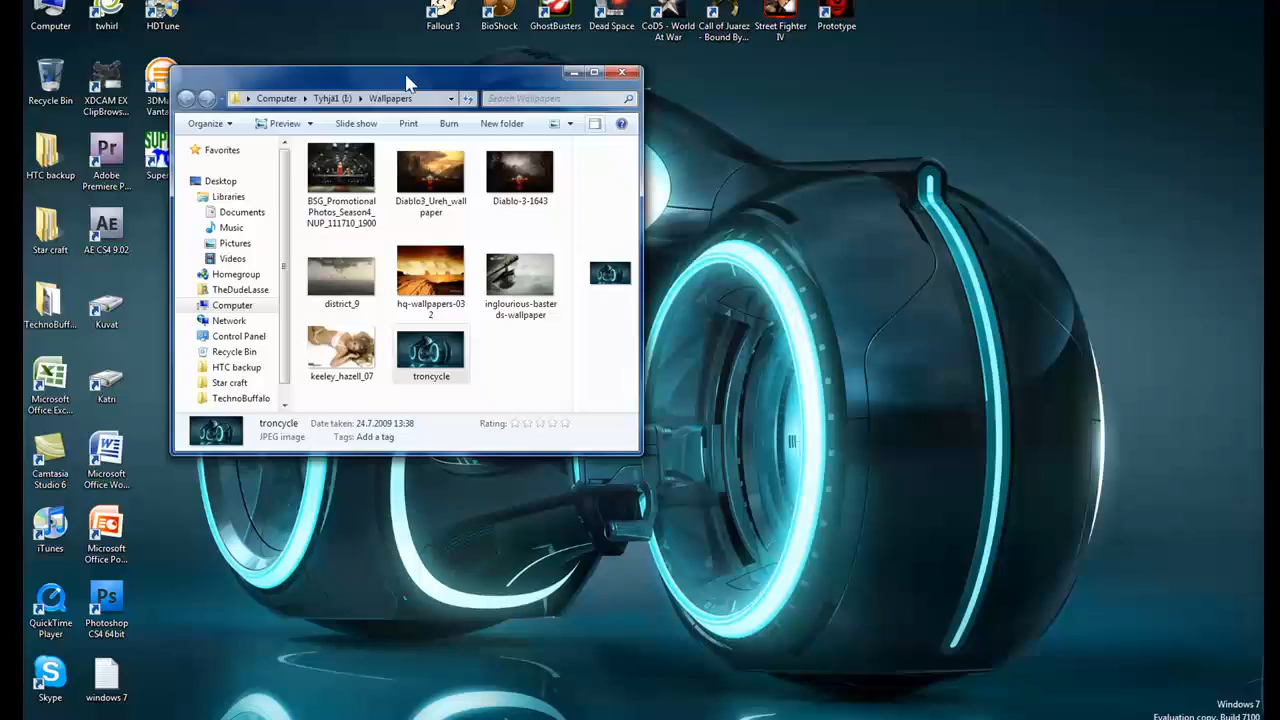 Computer
twhirl
HDTune
Fallout 3
BioShock
GhostBusters
Dead Space
CoD5 - World
At War
Call of Juarez
- Bound By...
Street Fighter
IV
Prototype
Recycle Bin
XDCAM EX
ClipBrows...
3DMa
Vanta
HTC backup
Adobe
Premiere P...
Super
Star craft
AE CS4 9.02
TechnoBuff...
Kuvat
Microsoft
Office Exc...
Katri
Camtasia
Studio 6
Microsoft
Office Wo...
iTunes
Microsoft
Office Po...
QuickTime
Player
Photoshop
CS4 64bit
Skype
windows 7
Computer
Tyhjä1 (I:)
Wallpapers
Search Wallpapers
Organize
Preview
Slide show
Print
Burn
New folder
Favorites
Desktop
Libraries
Documents
Music
Pictures
Videos
Homegroup
TheDudeLasse
Computer
Network
Control Panel
Recycle Bin
HTC backup
Star craft
TechnoBuffalo
BSG_Promotional
Photos_Season4_
NUP_111710_1900
Diablo3_Ureh_wall
paper
Diablo-3-1643
district_9
hq-wallpapers-03
2
inglourious-baster
ds-wallpaper
keeley_hazell_07
troncycle
troncycle
Date taken: 24.7.2009 13:38
Rating:
JPEG image
Tags: Add a tag
Windows 7
Evaluation copy. Build 7100